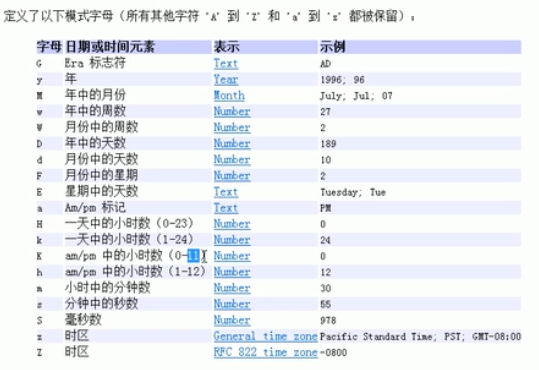 定义了以下模式字母（所有其他字符 'A' 到 'Z' 和 'a' 到 'z' 都被保留）：
字母 日期或时间元素 表示 示例
G Era 标志符 Text AD
y 年 Year 1996; 96
M 年中的月份 Month July; Jul; 07
w 年中的周数 Number 27
W 月份中的周数 Number 2
D 年中的天数 Number 189
d 月份中的天数 Number 10
F 月份中的星期 Number 2
E 星期中的天数 Text Tuesday; Tue
a Am/pm 标记 Text PM
H 一天中的小时数（0-23） Number 0
k 一天中的小时数（1-24） Number 24
K am/pm 中的小时数（0-11） Number 0
h am/pm 中的小时数（1-12） Number 12
m 小时中的分钟数 Number 30
s 分钟中的秒数 Number 55
S 毫秒数 Number 978
z 时区 General time zone Pacific Standard Time; PST; GMT-08:00
Z 时区 RFC 822 time zone -0800